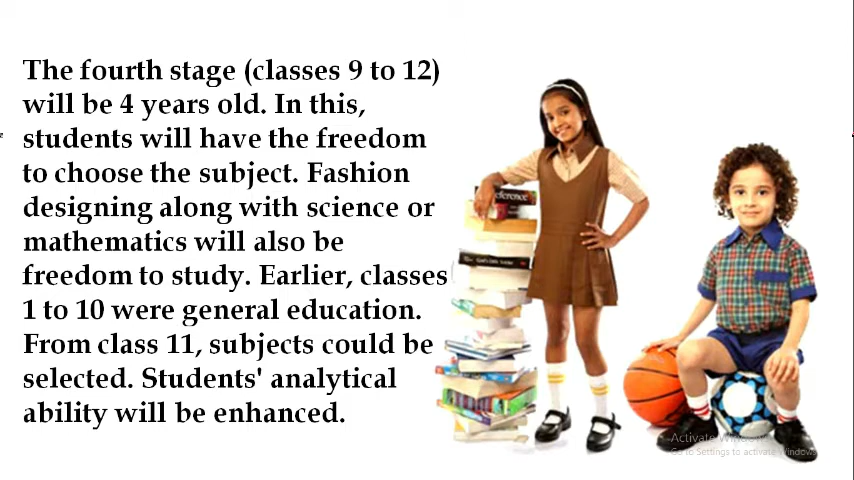 The fourth stage (classes 9 to 12)
will be 4 years old. In this,
students will have the freedom
to choose the subject. Fashion
designing along with science or
mathematics will also be
freedom to study. Earlier, classes
1 to 10 were general education.
From class 11, subjects could be
selected. Students' analytical
ability will be enhanced.
Activate Windows
Go to Settings to activate Windows.